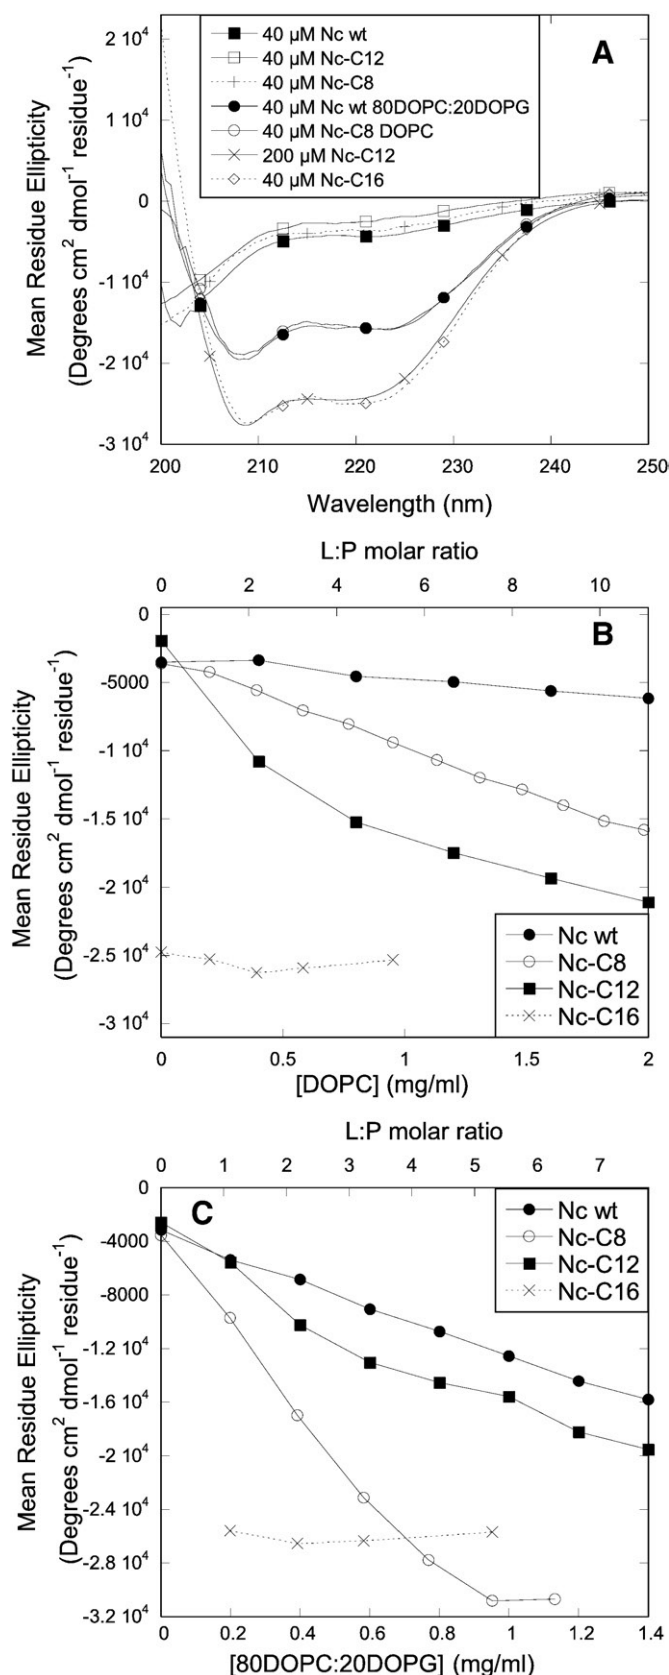 A
40 µM Nc wt
40 µM Nc-C12
40 µM Nc-C8
40 µM Nc wt 80DOPC:20DOPG
40 µM Nc-C8 DOPC
200 µM Nc-C12
40 µM Nc-C16
Mean Residue Ellipticity
(Degrees cm² dmol⁻¹ residue⁻¹)
2 10⁴
1 10⁴
0
-1 10⁴
-2 10⁴
-3 10⁴
200 210 220 230 240 250
Wavelength (nm)
L:P molar ratio
0 2 4 6 8 10
B
Mean Residue Ellipticity
(Degrees cm² dmol⁻¹ residue⁻¹)
0
-5000
-1 10⁴
-1.5 10⁴
-2 10⁴
-2.5 10⁴
-3 10⁴
Nc wt
Nc-C8
Nc-C12
Nc-C16
0 0.5 1 1.5 2
[DOPC] (mg/ml)
L:P molar ratio
0 1 2 3 4 5 6 7
C
Mean Residue Ellipticity
(Degrees cm² dmol⁻¹ residue⁻¹)
0
-4000
-8000
-1.2 10⁴
-1.6 10⁴
-2 10⁴
-2.4 10⁴
-2.8 10⁴
-3.2 10⁴
Nc wt
Nc-C8
Nc-C12
Nc-C16
0 0.2 0.4 0.6 0.8 1 1.2 1.4
[80DOPC:20DOPG] (mg/ml)